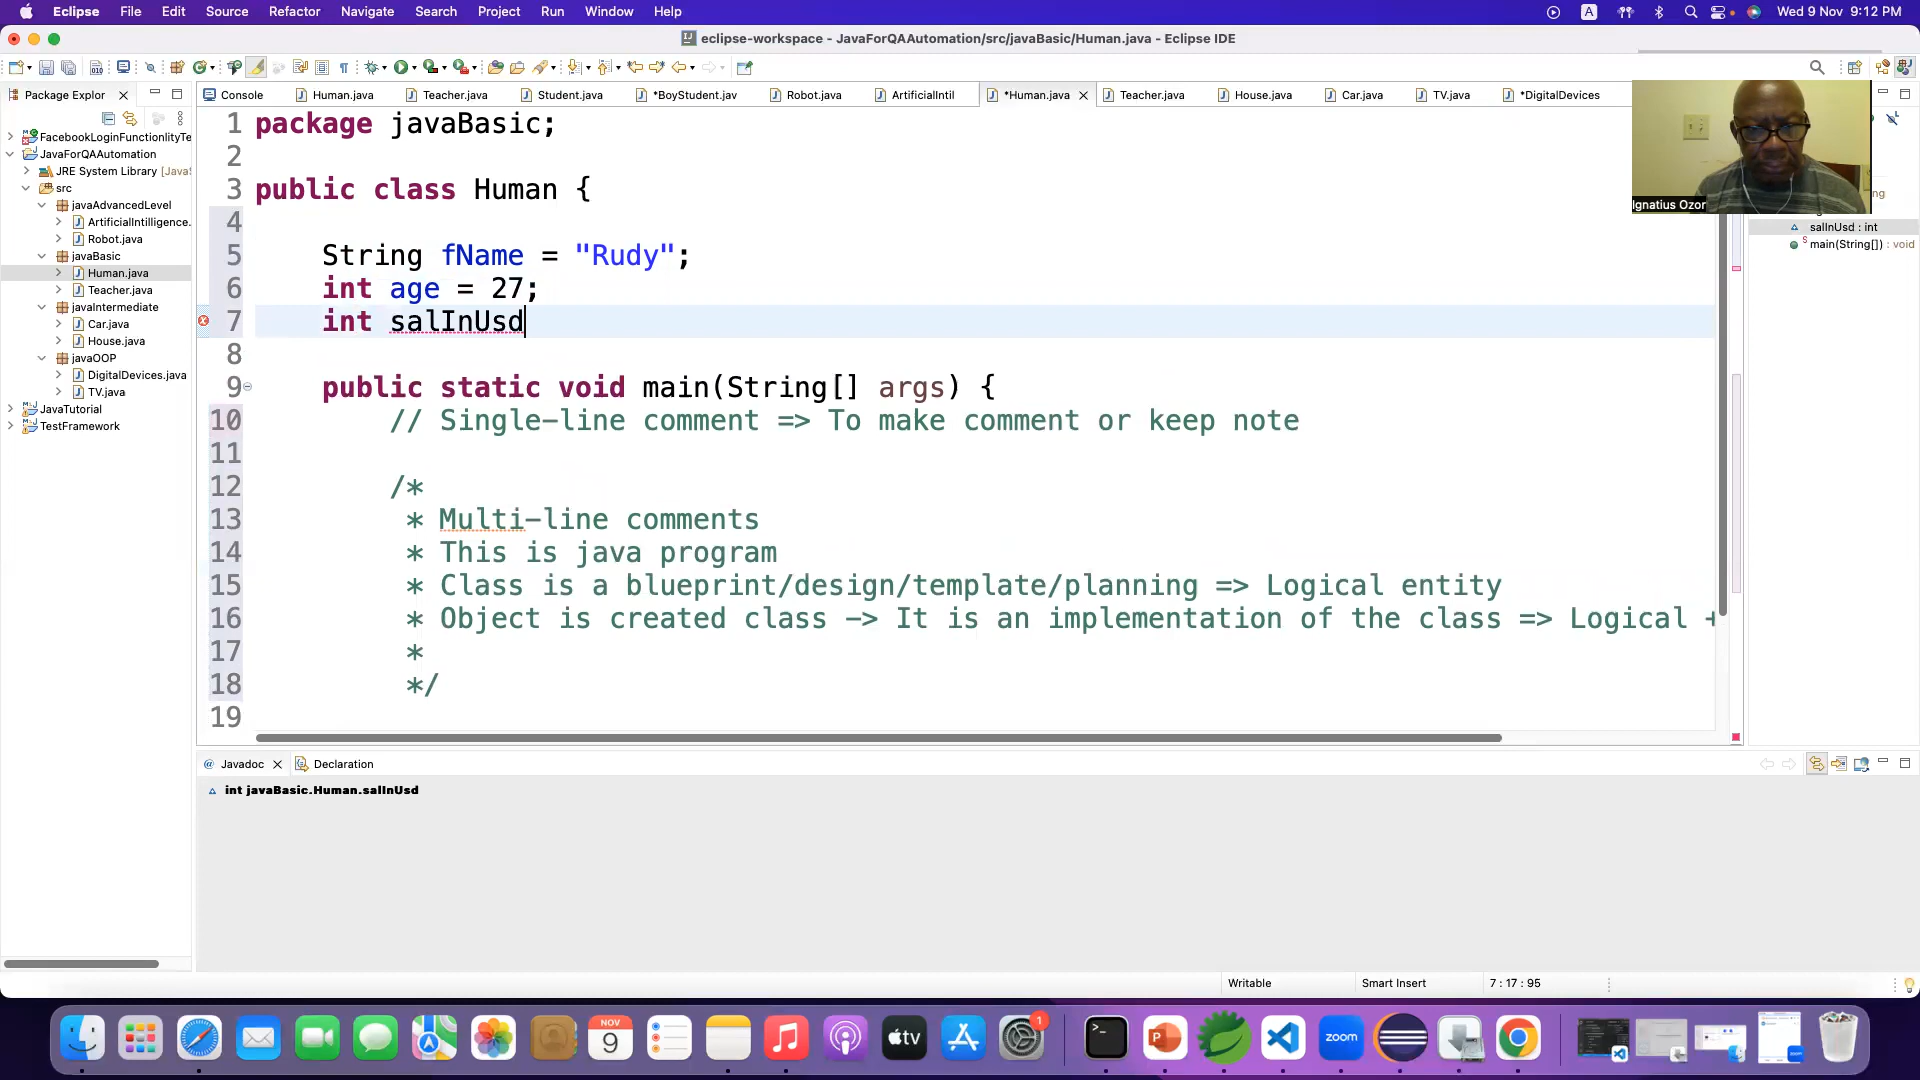 Eclipse File Edit Source Refactor Navigate Search Project Run Window Help A Wed 9 Nov 9:12 PM
eclipse-workspace - JavaForQAAutomation/src/javaBasic/Human.java - Eclipse IDE
Package Explor
Console Human.java Teacher.java Student.java *BoyStudent.jav Robot.java ArtificialIntil *Human.java Teacher.java House.java Car.java TV.java *DigitalDevices
FacebookLoginFunctionlityTe
JavaForQAAutomation
JRE System Library [Java
src
javaAdvancedLevel
ArtificialIntilligence.
Robot.java
javaBasic
Human.java
Teacher.java
javaIntermediate
Car.java
House.java
javaOOP
DigitalDevices.java
TV.java
JavaTutorial
TestFramework
1 package javaBasic;
2
3 public class Human {
4
5 String fName = "Rudy";
6 int age = 27;
7 int salInUsd
8
9 public static void main(String[] args) {
10 // Single-line comment => To make comment or keep note
11
12 /*
13 * Multi-line comments
14 * This is java program
15 * Class is a blueprint/design/template/planning => Logical entity
16 * Object is created class -> It is an implementation of the class => Logical +
17 *
18 */
19
Ignatius Ozor
salInUsd : int
main(String[]) : void
Javadoc Declaration
int javaBasic.Human.salInUsd
Writable Smart Insert 7 : 17 : 95
NOV
9
tv
1
zoom